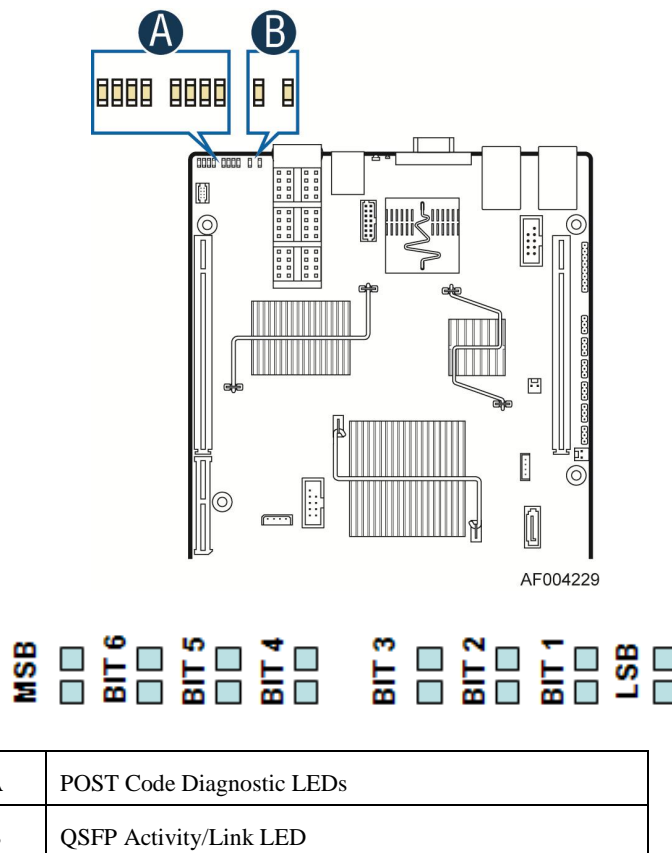 A B
AF004229
MSB BIT 6 BIT 5 BIT 4 BIT 3 BIT 2 BIT 1 LSB
POST Code Diagnostic LEDs
QSFP Activity/Link LED